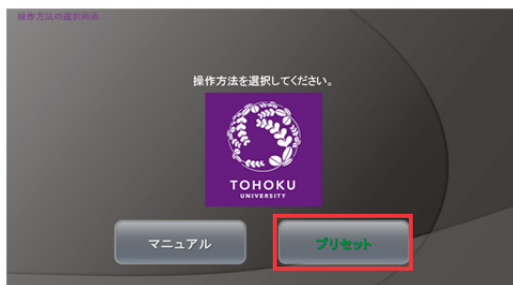 操作方法の選択画面
操作方法を選択してください。
TOHOKU
UNIVERSITY
マニュアル
プリセット